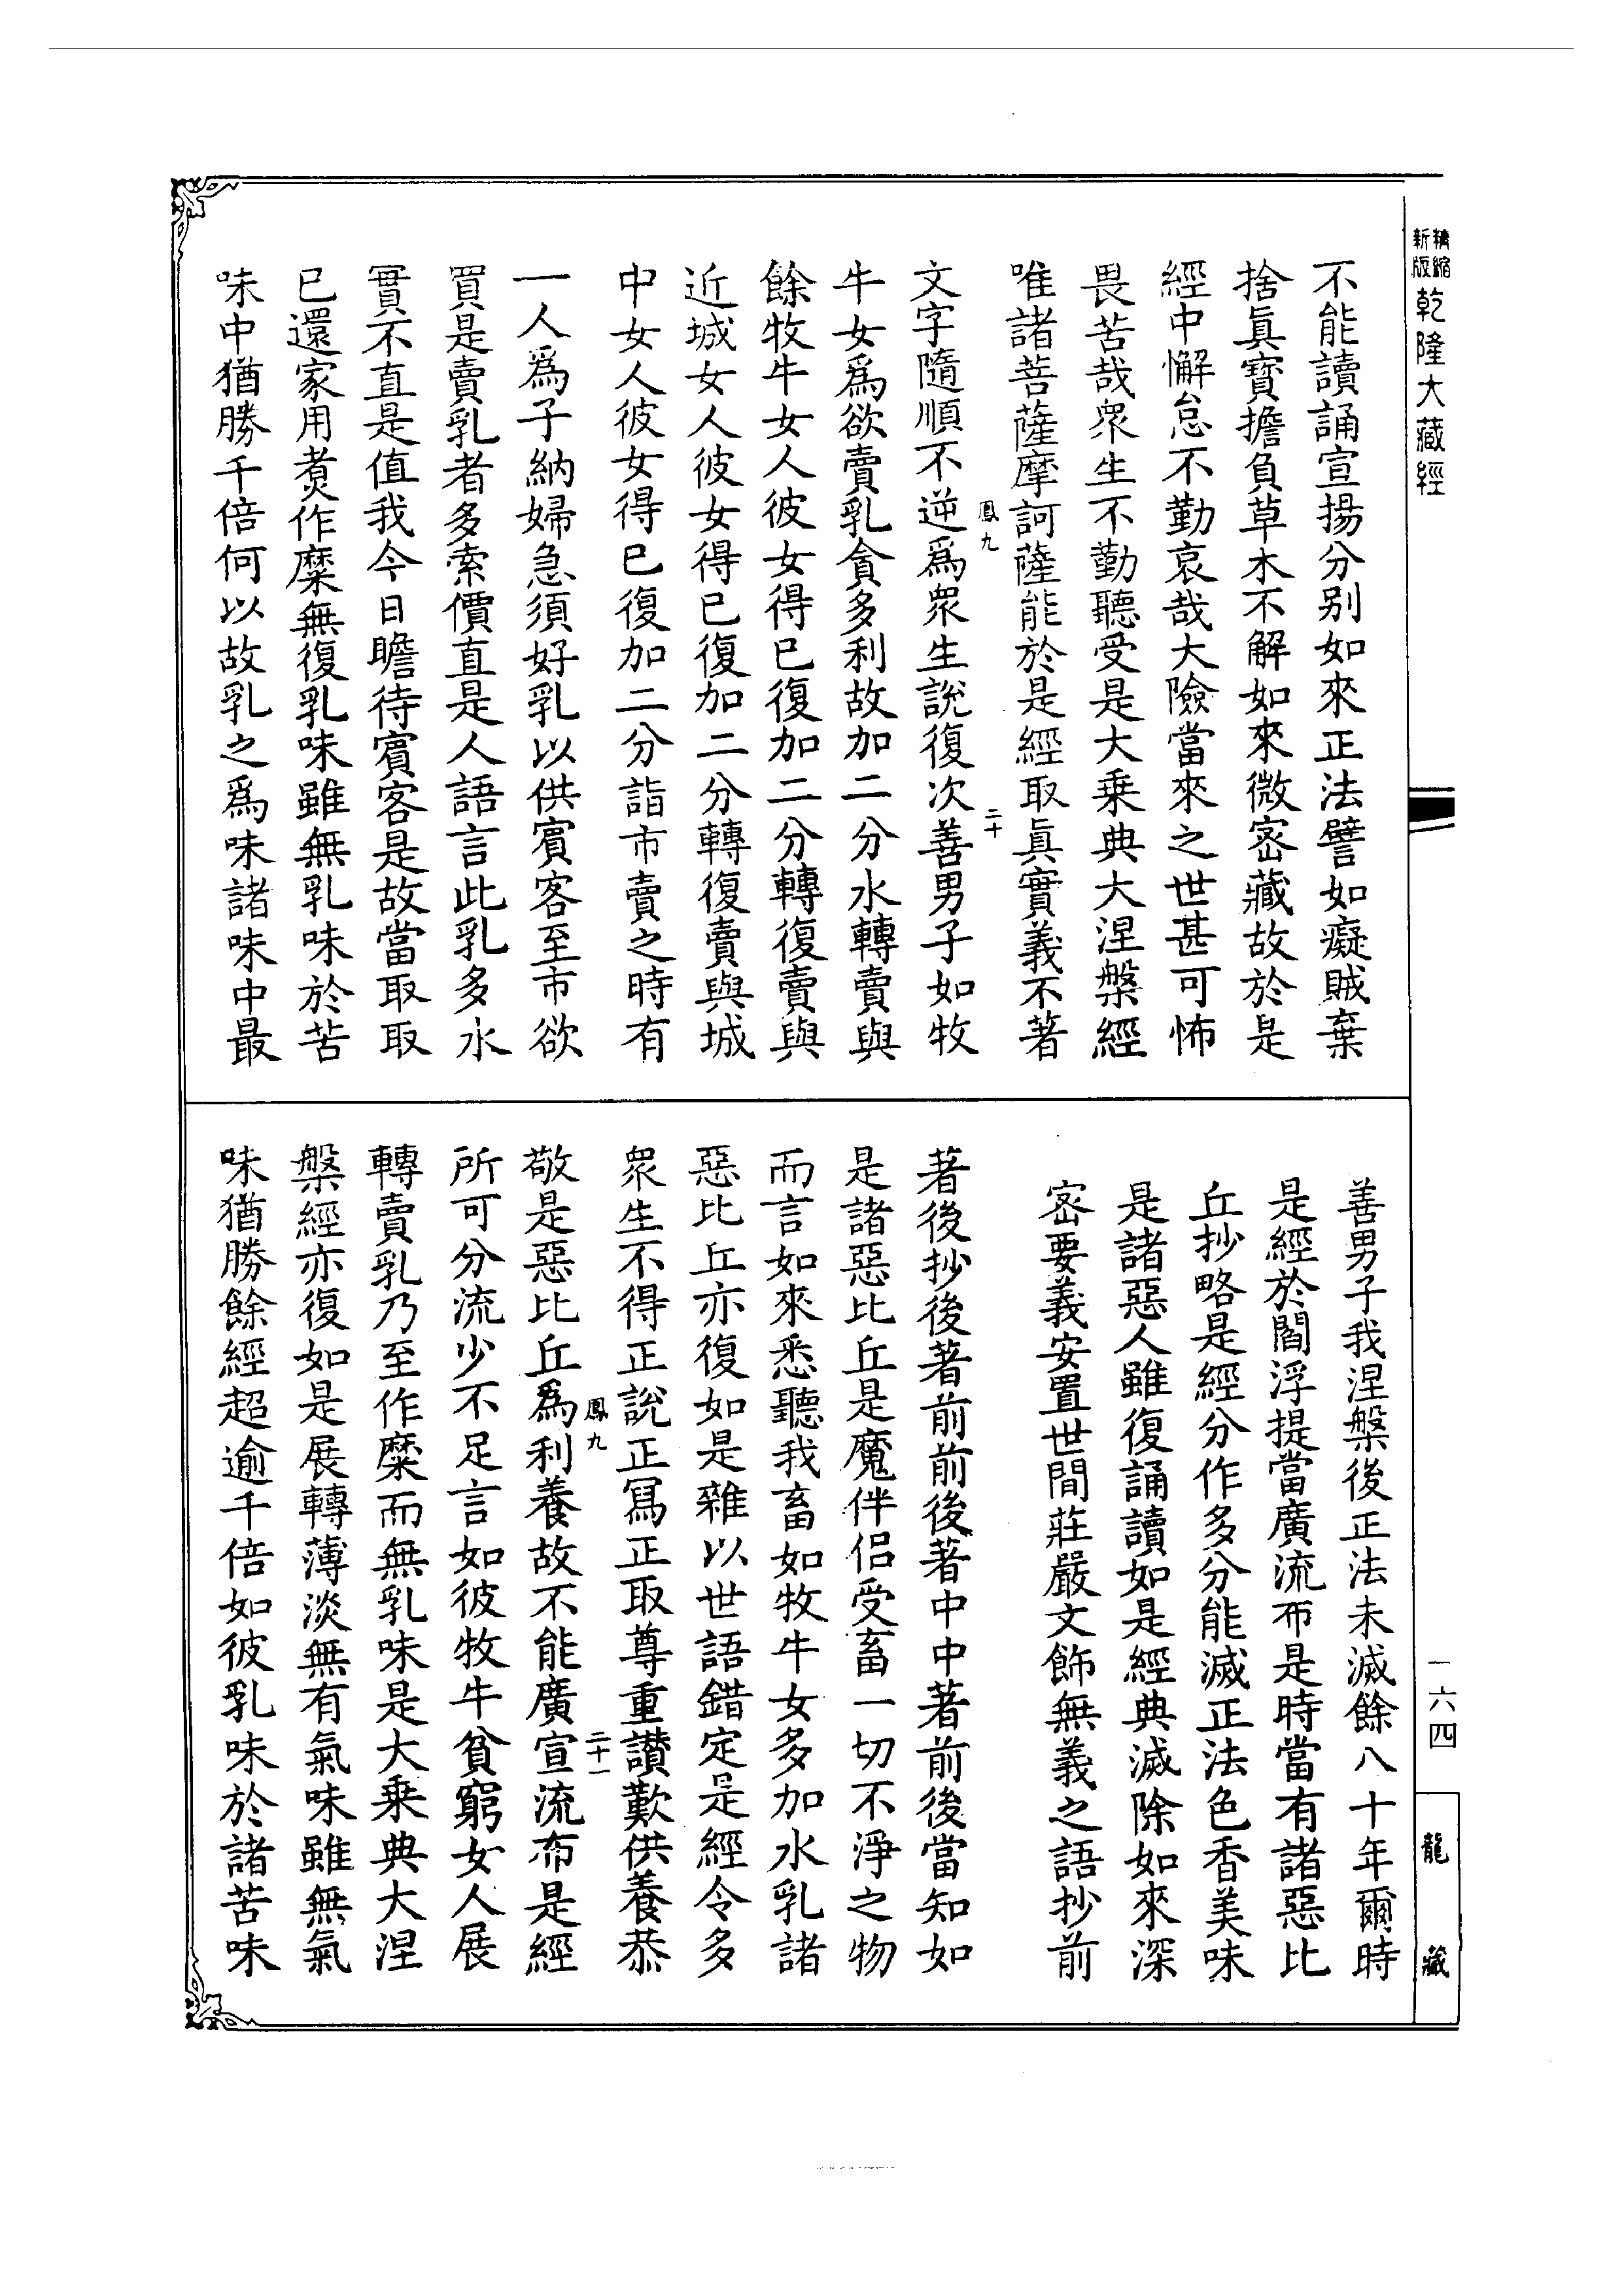 精縮新版乾隆大藏經
不能讀誦宣揚分別如來正法譬如癡賊棄
捨眞寶擔負草木不解如來微密藏故於是
經中懈怠不勤哀哉大險當來之世甚可怖
畏苦哉衆生不勤聽受是大乗典大涅槃經
唯諸菩薩摩訶薩能於是經取眞實義不著
鳳九 二十
文字隨順不逆爲衆生說復次善男子如牧
牛女爲欲賣乳貪多利故加二分水轉賣與
餘牧牛女人彼女得已復加二分轉復賣與
近城女人彼女得已復加二分轉復賣與城
中女人彼女得已復加二分詣市賣之時有
一人爲子納婦急須好乳以供賓客至市欲
買是賣乳者多索價直是人語言此乳多水
實不直是值我今日瞻待賓客是故當取取
已還家用煑作糜無復乳味雖無乳味於苦
味中猶勝千倍何以故乳之爲味諸味中最
善男子我涅槃後正法未滅餘八十年爾時
是經於閻浮提當廣流布是時當有諸惡比
丘抄略是經分作多分能滅正法色香美味
是諸惡人雖復誦讀如是經典滅除如來深
密要義安置世間莊嚴文飾無義之語抄前
著後抄後著前前後著中中著前後當知如
是諸惡比丘是魔伴侣受畜一切不淨之物
而言如來悉聽我畜如牧牛女多加水乳諸
惡比丘亦復如是雜以世語錯定是經令多
衆生不得正說正寫正取尊重讃歎供養恭
鳳九 二十一
敬是惡比丘爲利養故不能廣宣流布是經
所可分流少不足言如彼牧牛貧窮女人展
轉賣乳乃至作糜而無乳味是大乗典大涅
槃經亦復如是展轉薄淡無有氣味雖無氣
味猶勝餘經超逾千倍如彼乳味於諸苦味
一六四
龍藏